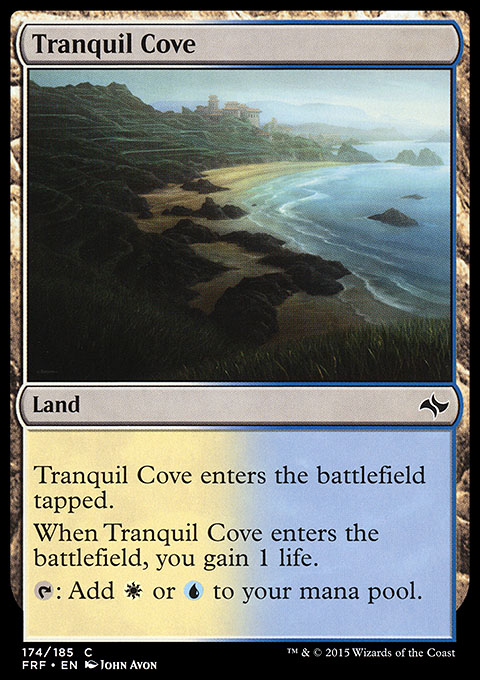 Tranquil Cove
Land
Tranquil Cove enters the battlefield
tapped.
When Tranquil Cove enters the
battlefield, you gain 1 life.
: Add or to your mana pool.
174/185 C
FRF • EN John Avon
™ & © 2015 Wizards of the Coast